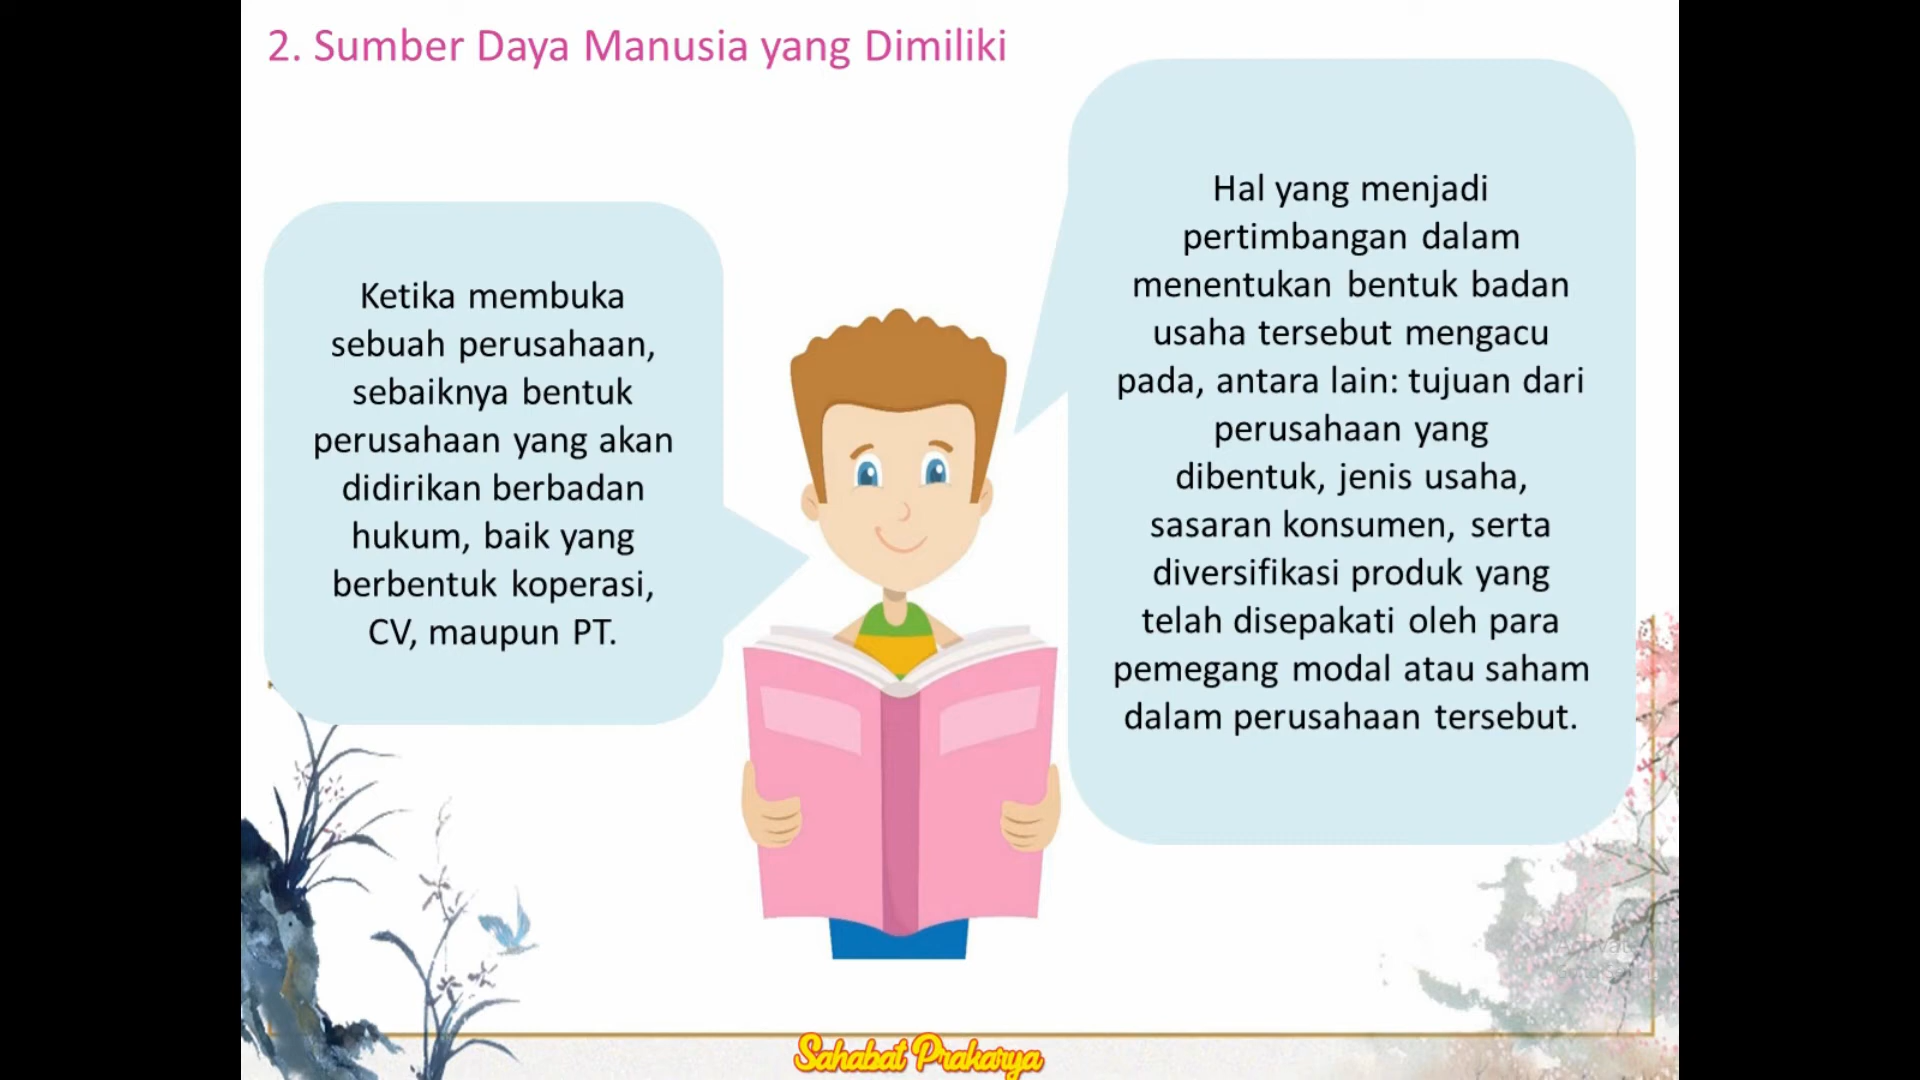 2. Sumber Daya Manusia yang Dimiliki
Ketika membuka
sebuah perusahaan,
sebaiknya bentuk
perusahaan yang akan
didirikan berbadan
hukum, baik yang
berbentuk koperasi,
CV, maupun PT.
Hal yang menjadi
pertimbangan dalam
menentukan bentuk badan
usaha tersebut mengacu
pada, antara lain: tujuan dari
perusahaan yang
dibentuk, jenis usaha,
sasaran konsumen, serta
diversifikasi produk yang
telah disepakati oleh para
pemegang modal atau saham
dalam perusahaan tersebut.
Sahabat Prakarya